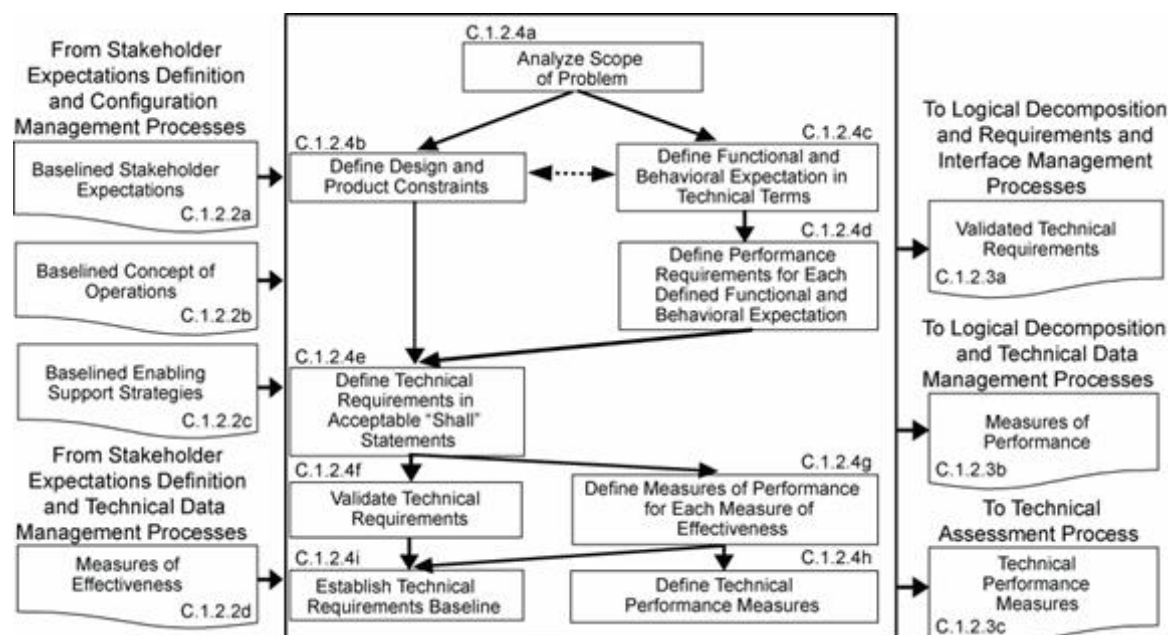 From Stakeholder
Expectations Definition
and Configuration
Management Processes
Baselined Stakeholder
Expectations
C.1.2.2a
Baselined Concept of
Operations
C.1.2.2b
Baselined Enabling
Support Strategies
C.1.2.2c
From Stakeholder
Expectations Definition
and Technical Data
Management Processes
Measures of
Effectiveness
C.1.2.2d
C.1.2.4a
Analyze Scope
of Problem
C.1.2.4b
Define Design and
Product Constraints
C.1.2.4c
Define Functional and
Behavioral Expectation in
Technical Terms
C.1.2.4d
Define Performance
Requirements for Each
Defined Functional and
Behavioral Expectation
C.1.2.4e
Define Technical
Requirements in
Acceptable “Shall”
Statements
C.1.2.4f
Validate Technical
Requirements
C.1.2.4g
Define Measures of Performance
for Each Measure of
Effectiveness
C.1.2.4i
Establish Technical
Requirements Baseline
C.1.2.4h
Define Technical
Performance Measures
To Logical Decomposition
and Requirements and
Interface Management
Processes
Validated Technical
Requirements
C.1.2.3a
To Logical Decomposition
and Technical Data
Management Processes
Measures of
Performance
C.1.2.3b
To Technical
Assessment Process
Technical
Performance
Measures
C.1.2.3c